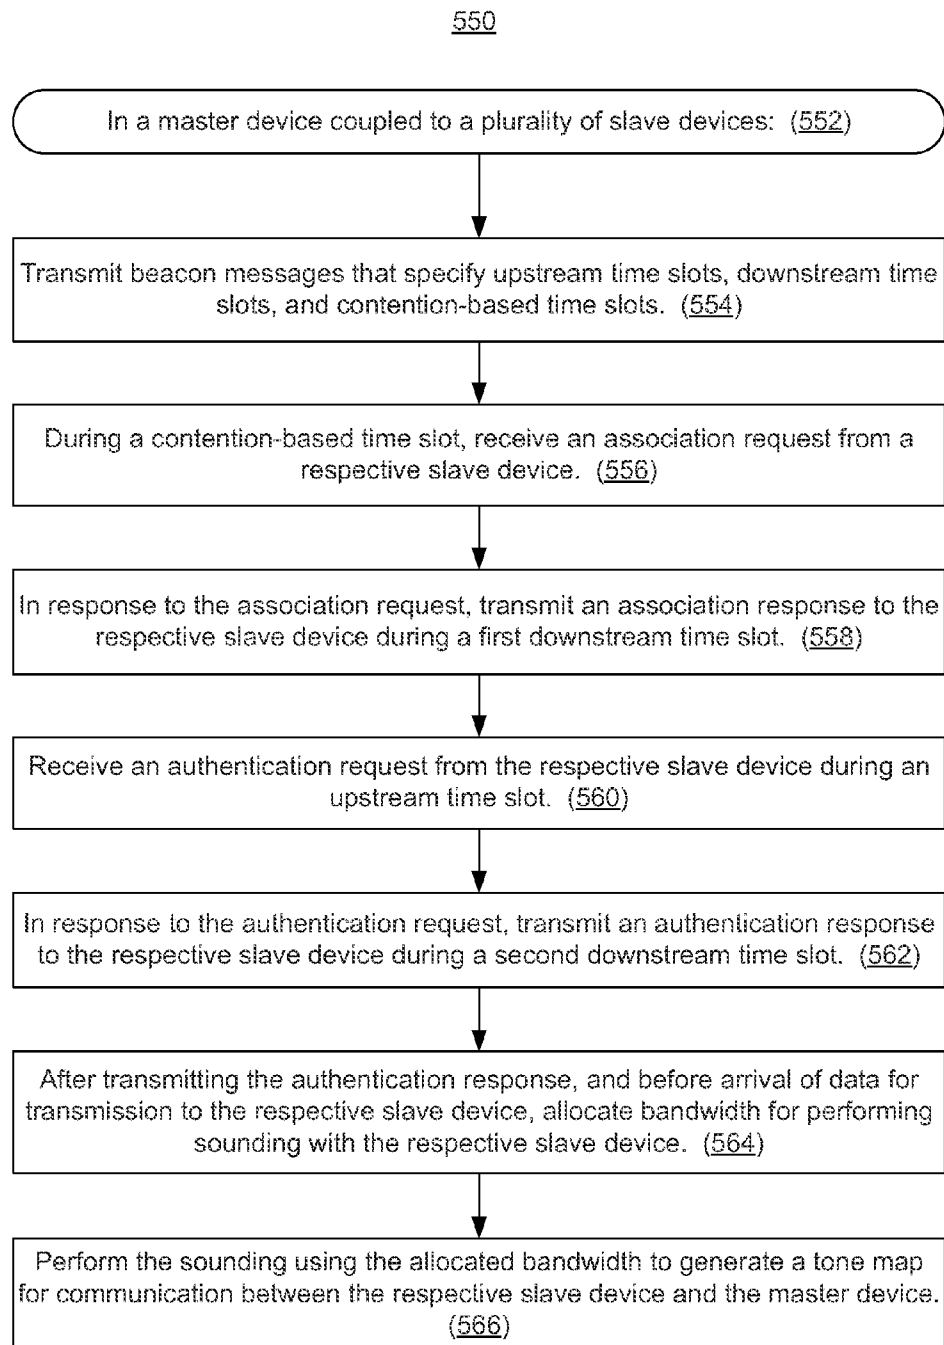 550
In a master device coupled to a plurality of slave devices: (552)
Transmit beacon messages that specify upstream time slots, downstream time
slots, and contention-based time slots. (554)
During a contention-based time slot, receive an association request from a
respective slave device. (556)
In response to the association request, transmit an association response to the
respective slave device during a first downstream time slot. (558)
Receive an authentication request from the respective slave device during an
upstream time slot. (560)
In response to the authentication request, transmit an authentication response
to the respective slave device during a second downstream time slot. (562)
After transmitting the authentication response, and before arrival of data for
transmission to the respective slave device, allocate bandwidth for performing
sounding with the respective slave device. (564)
Perform the sounding using the allocated bandwidth to generate a tone map
for communication between the respective slave device and the master device.
(566)